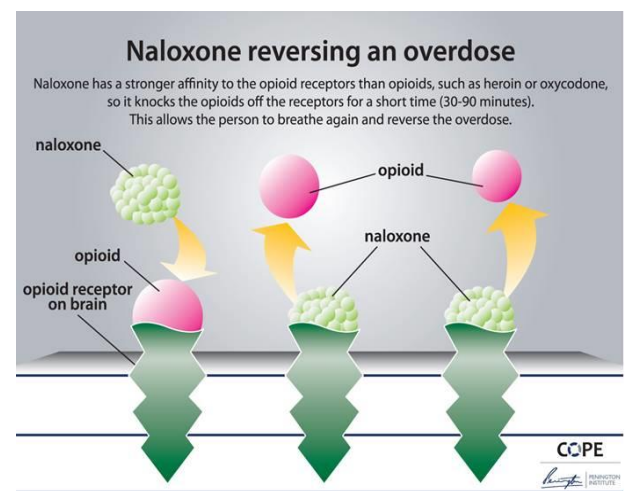 Naloxone reversing an overdose
Naloxone has a stronger affinity to the opioid receptors than opioids, such as heroin or oxycodone,
so it knocks the opioids off the receptors for a short time (30-90 minutes).
This allows the person to breathe again and reverse the overdose.
naloxone
opioid
naloxone
opioid
opioid receptor
on brain
COPE
PENINGTON
INSTITUTE